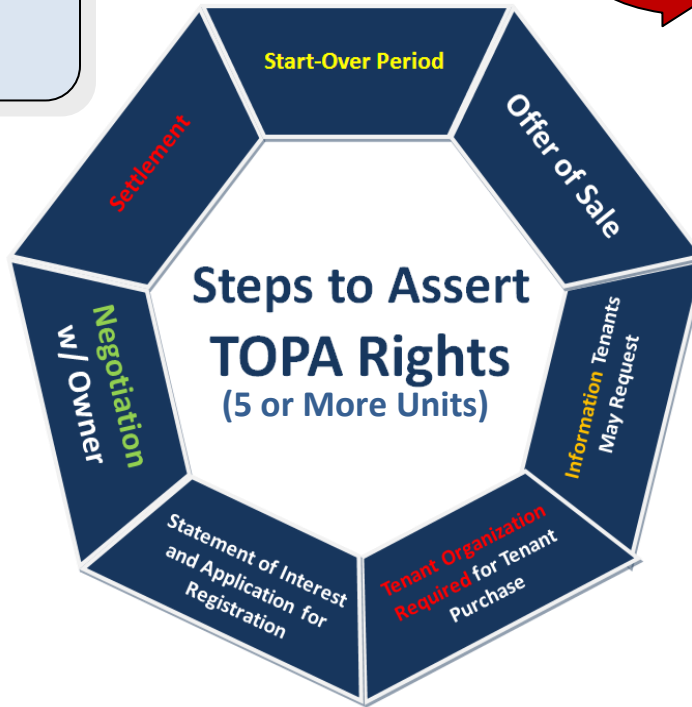 Start-Over Period
Offer of Sale
Information Tenants
May Request
Tenant Organization
Required for Tenant
Purchase
Statement of Interest
and Application for
Registration
Negotiation
w/ Owner
Settlement
Steps to Assert
TOPA Rights
(5 or More Units)